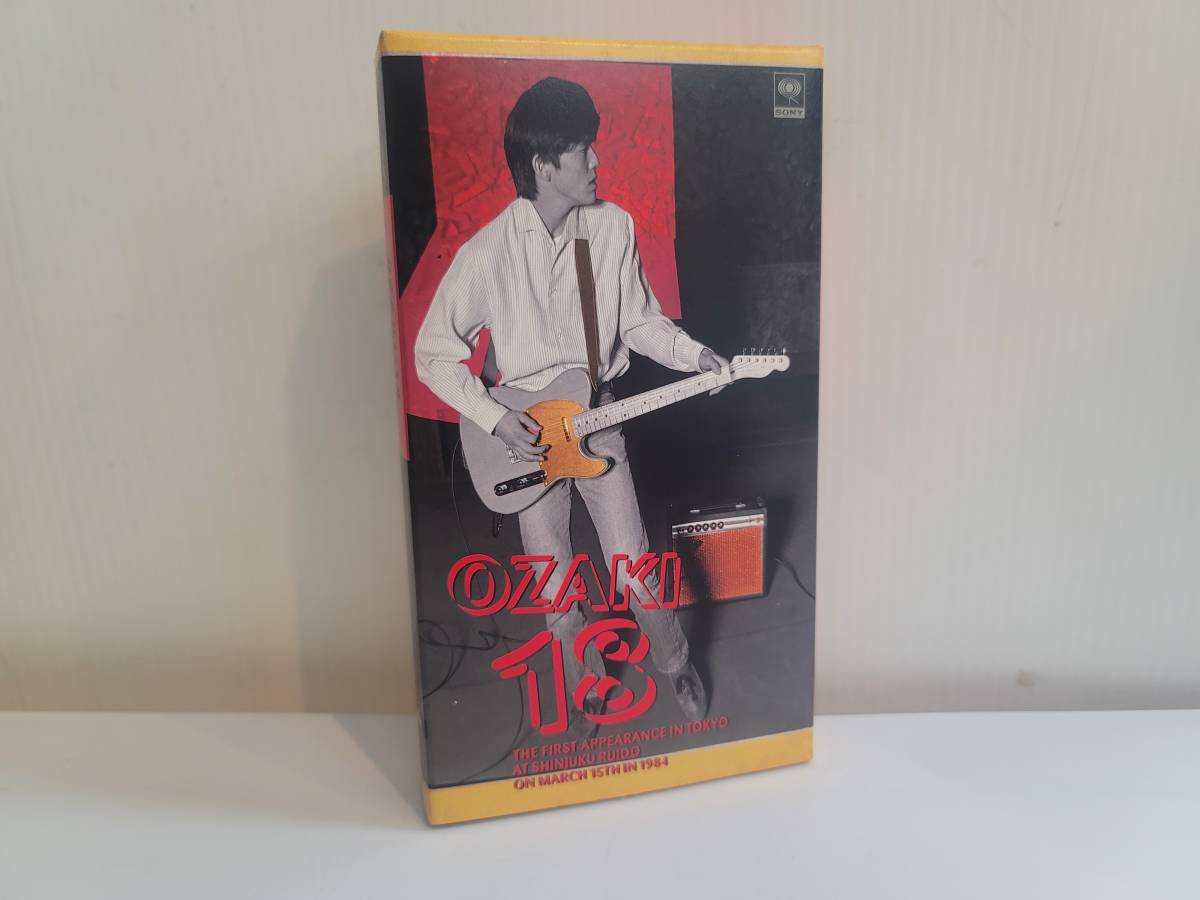 SONY
OZAKI
18
THE FIRST APPEARANCE IN TOKYO
AT SHINJUKU RUIDO
ON MARCH 15TH IN 1984